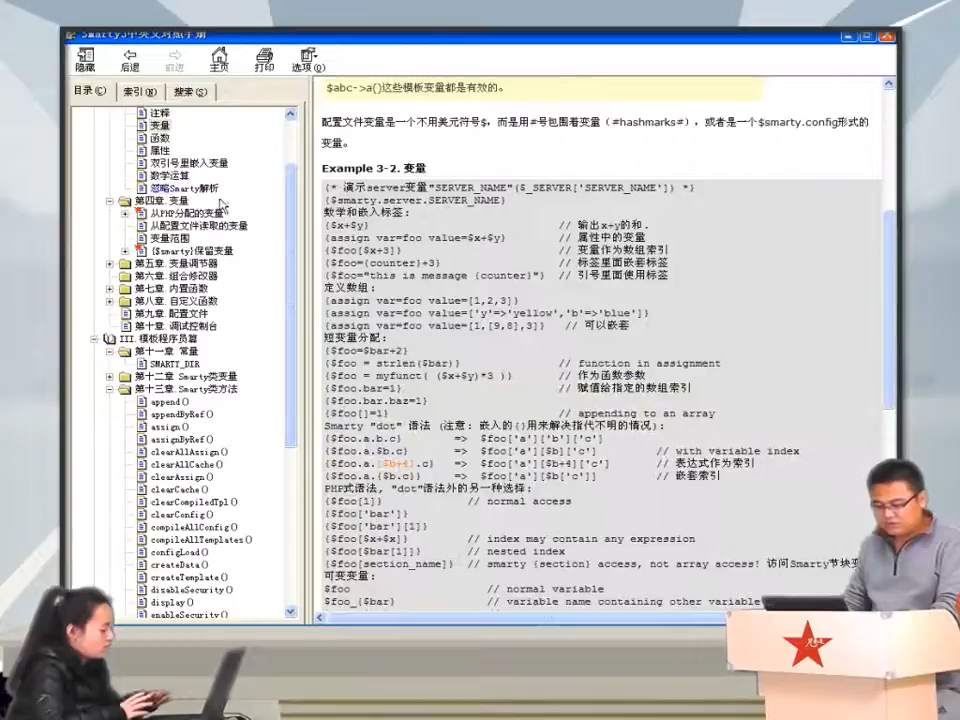 Smarty3中英文对照手册
隐藏 后退 前进 主页 打印 选项(O)
目录(C) 索引(N) 搜索(S)
注释
变量
函数
属性
双引号里嵌入变量
数学运算
忽略Smarty解析
第四章. 变量
从PHP分配的变量
从配置文件读取的变量
变量范围
{$smarty}保留变量
第五章. 变量调节器
第六章. 组合修改器
第七章. 内置函数
第八章. 自定义函数
第九章. 配置文件
第十章. 调试控制台
III. 模板程序员篇
第十一章 常量
SMARTY_DIR
第十二章 Smarty类变量
第十三章. Smarty类方法
append()
appendByRef()
assign()
assignByRef()
clearAllAssign()
clearAllCache()
clearAssign()
clearCache()
clearCompiledTpl()
clearConfig()
compileAllConfig()
compileAllTemplates()
configLoad()
createData()
createTemplate()
disableSecurity()
display()
enableSecurity()
$abc->a()这些模板变量都是有效的。
配置文件变量是一个不用美元符号$，而是用#号包围着变量（#hashmarks#），或者是一个$smarty.config形式的
变量。
Example 3-2. 变量
{* 演示server变量"SERVER_NAME"($_SERVER['SERVER_NAME']) *}
{$smarty.server.SERVER_NAME}
数学和嵌入标签:
{$x+$y} // 输出x+y的和.
{assign var=foo value=$x+$y} // 属性中的变量
{$foo[$x+3]} // 变量作为数组索引
{$foo={counter}+3} // 标签里面嵌套标签
{$foo="this is message {counter}"} // 引号里面使用标签
定义数组:
{assign var=foo value=[1,2,3]}
{assign var=foo value=['y'=>'yellow','b'=>'blue']}
{assign var=foo value=[1,[9,8],3]} // 可以嵌套
短变量分配:
{$foo=$bar+2}
{$foo = strlen($bar)} // function in assignment
{$foo = myfunct( ($x+$y)*3 )} // 作为函数参数
{$foo.bar=1} // 赋值给指定的数组索引
{$foo.bar.baz=1}
{$foo[]=1} // appending to an array
Smarty "dot" 语法 (注意: 嵌入的{}用来解决指代不明的情况):
{$foo.a.b.c} => $foo['a']['b']['c']
{$foo.a.$b.c} => $foo['a'][$b]['c'] // with variable index
{$foo.a.{$b+4}.c} => $foo['a'][$b+4]['c'] // 表达式作为索引
{$foo.a.{$b.c}} => $foo['a'][$b['c']] // 嵌套索引
PHP式语法, "dot"语法外的另一种选择:
{$foo[1]} // normal access
{$foo['bar']}
{$foo['bar'][1]}
{$foo[$x+$x]} // index may contain any expression
{$foo[$bar[1]]} // nested index
{$foo[section_name]} // smarty {section} access, not array access! 访问Smarty节块变
可变变量:
$foo // normal variable
$foo_{$bar} // variable name containing other variable